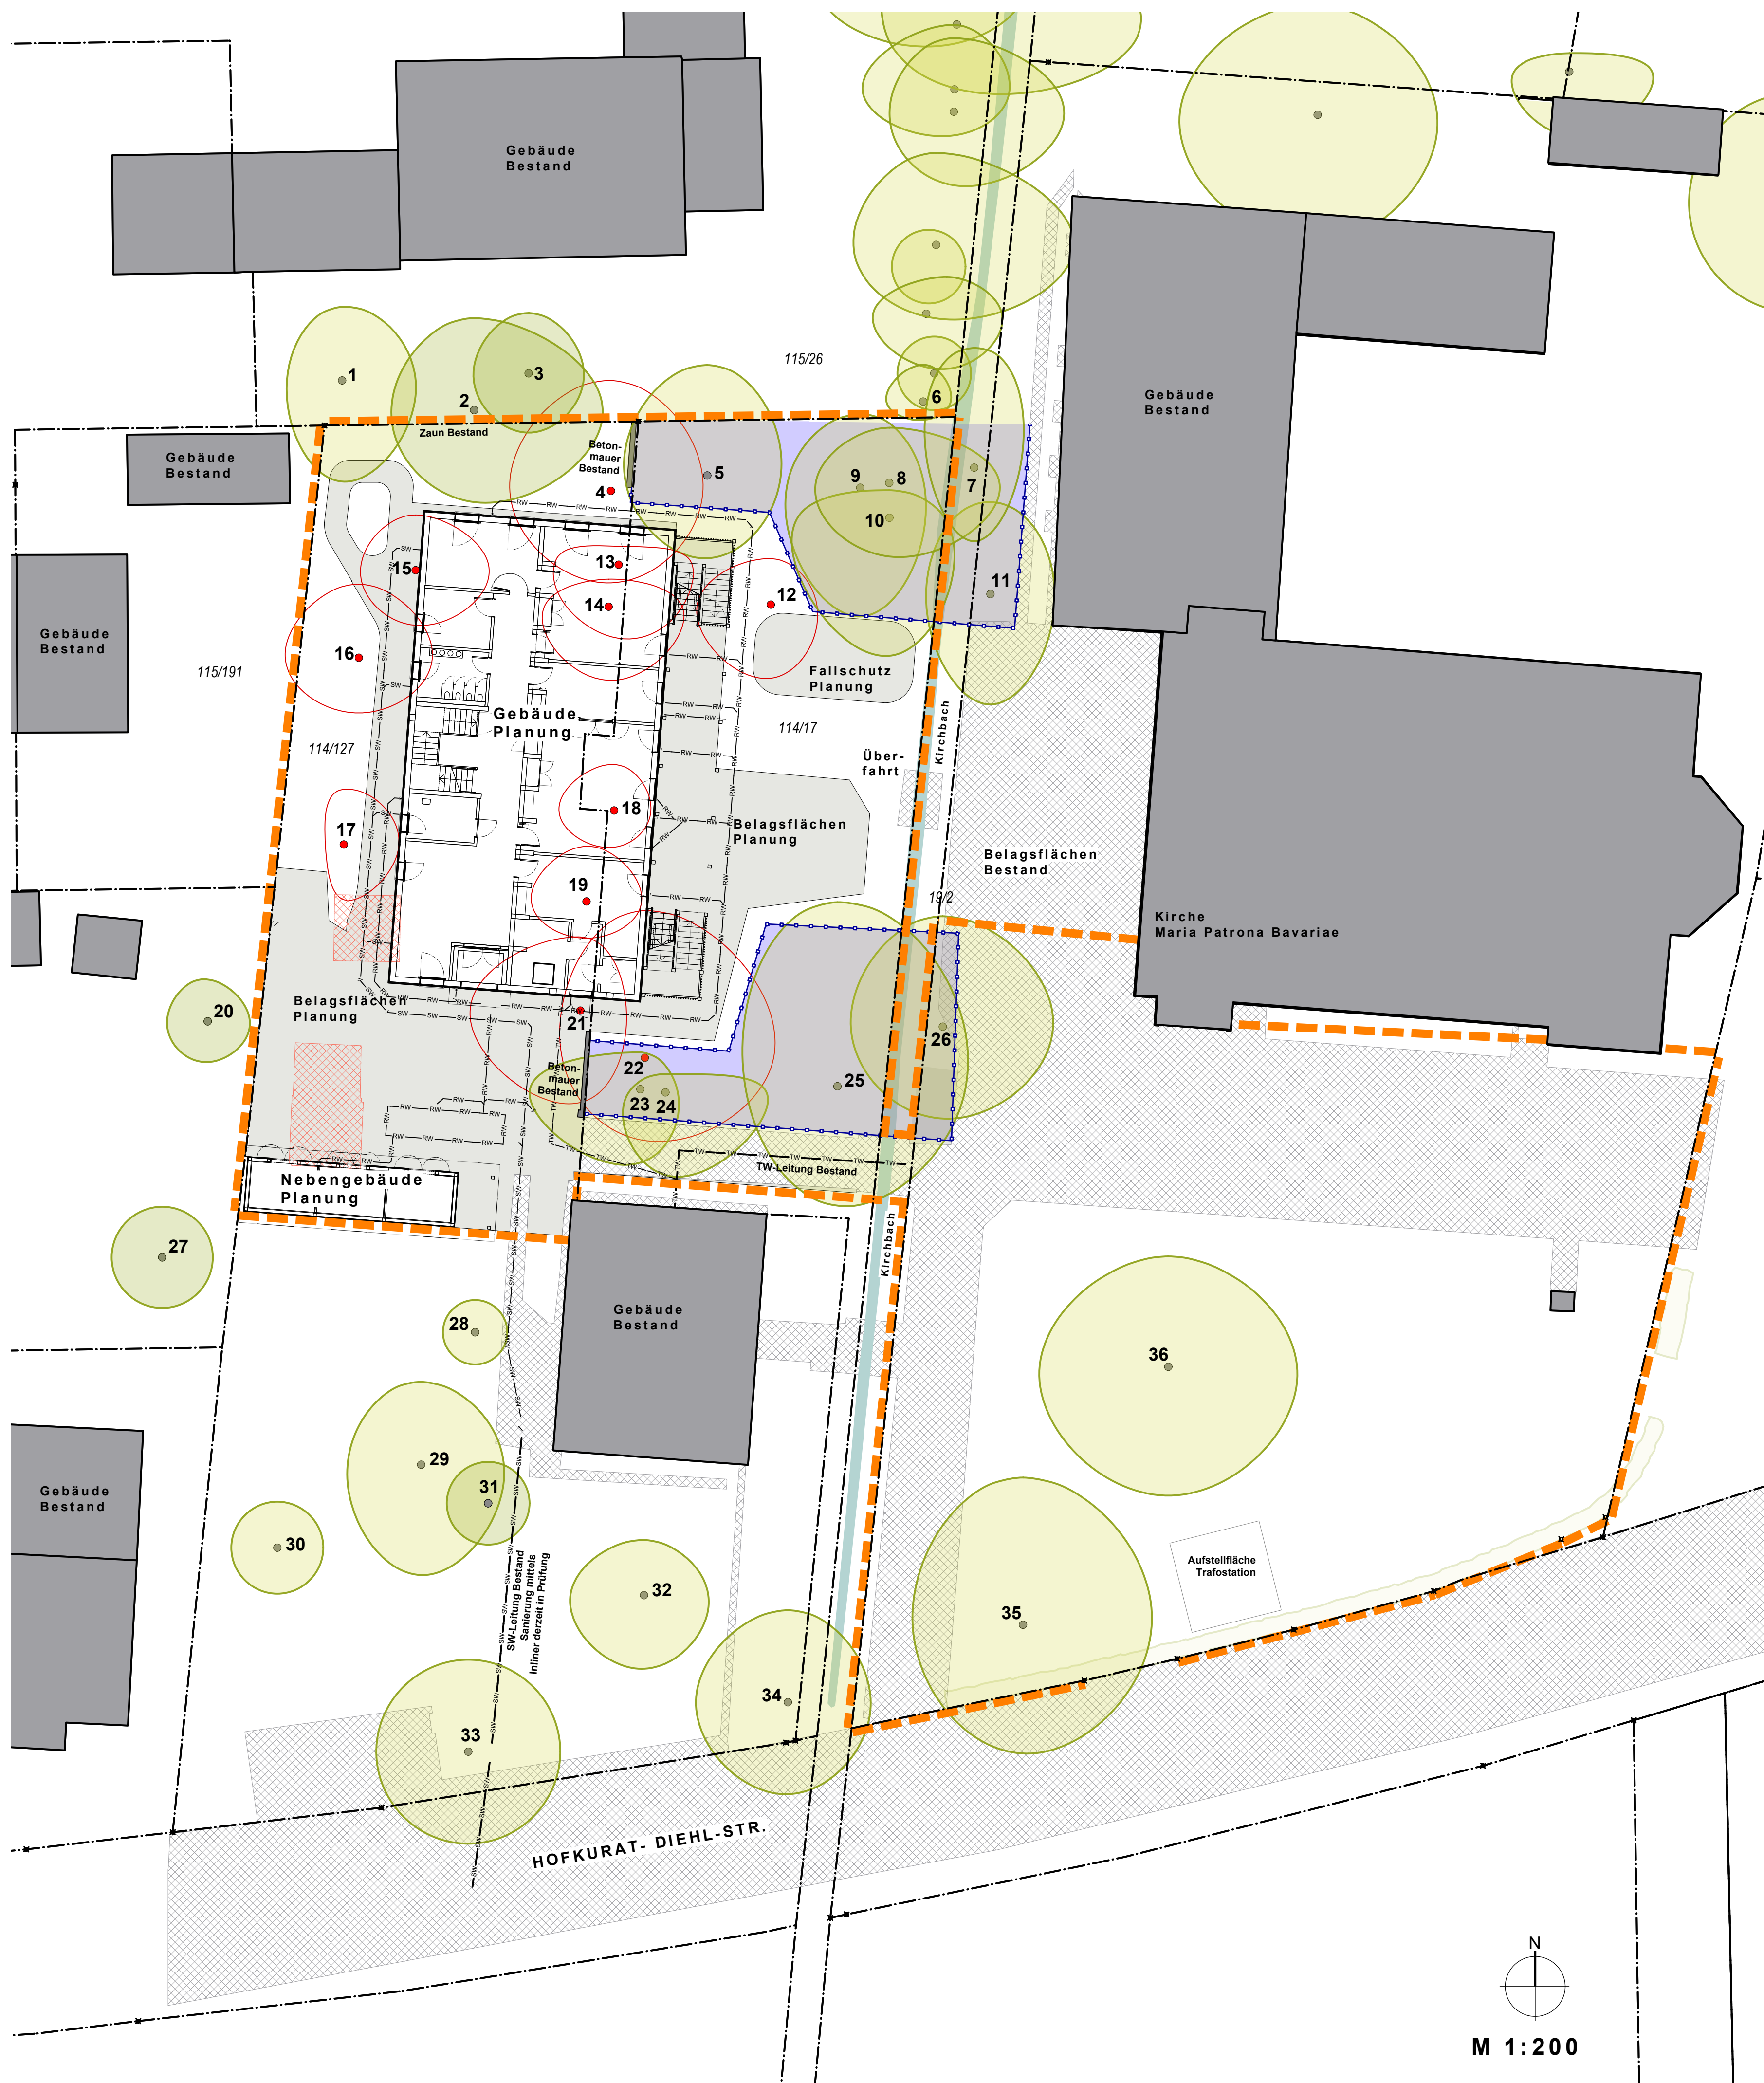 Gebäude
Bestand
115/26
Gebäude
Bestand
1
2
3
6
Zaun Bestand
Beton-
mauer
Bestand
4
5
9
8
7
10
Gebäude
Bestand
11
13
15
14
12
Gebäude
Bestand
16
115/191
Fallschutz
Planung
Gebäude
Planung
114/17
114/127
Über-
fahrt
Kirchbach
17
18
Belagsflächen
Planung
Belagsflächen
Bestand
19
19/2
Kirche
Maria Patrona Bavariae
Belagsflächen
Planung
20
21
26
22
Beton-
mauer
Bestand
23
24
25
TW-Leitung Bestand
Nebengebäude
Planung
27
Kirchbach
Gebäude
Bestand
28
36
29
31
Gebäude
Bestand
30
SW-Leitung Bestand
Sanierung mittels
Inliner derzeit in Prüfung
32
Aufstellfläche
Trafostation
35
34
33
HOFKURAT- DIEHL-STR.
N
M 1:200
RW
SW
TW